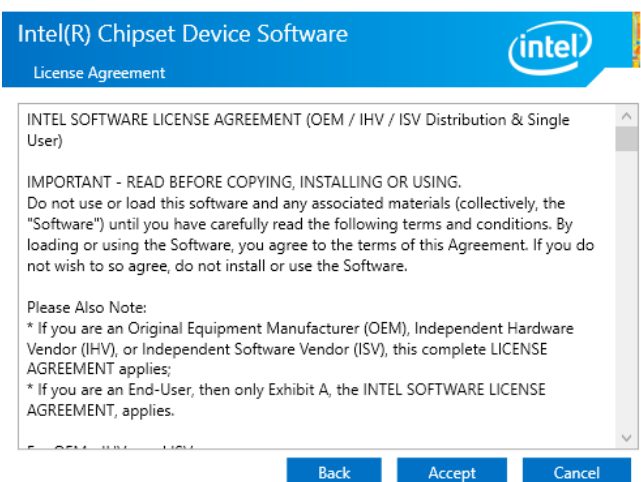 Intel(R) Chipset Device Software
intel
License Agreement
INTEL SOFTWARE LICENSE AGREEMENT (OEM / IHV / ISV Distribution & Single
User)
IMPORTANT - READ BEFORE COPYING, INSTALLING OR USING.
Do not use or load this software and any associated materials (collectively, the
"Software") until you have carefully read the following terms and conditions. By
loading or using the Software, you agree to the terms of this Agreement. If you do
not wish to so agree, do not install or use the Software.
Please Also Note:
* If you are an Original Equipment Manufacturer (OEM), Independent Hardware
Vendor (IHV), or Independent Software Vendor (ISV), this complete LICENSE
AGREEMENT applies;
* If you are an End-User, then only Exhibit A, the INTEL SOFTWARE LICENSE
AGREEMENT, applies.
Back Accept Cancel